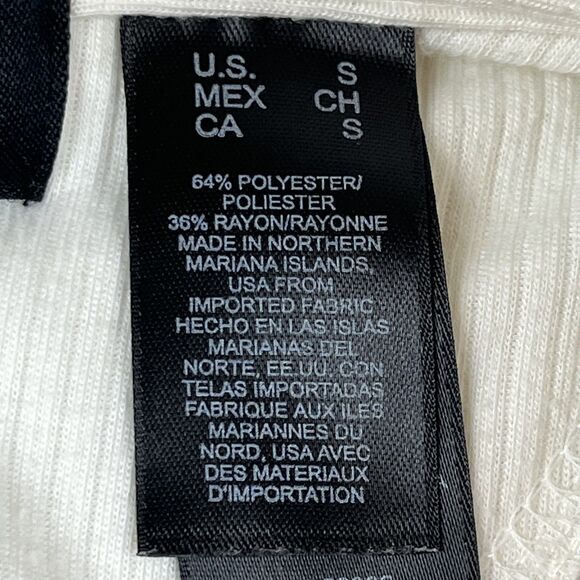 U.S. S
MEX CH
CA S
64% POLYESTER/
POLIESTER
36% RAYON/RAYONNE
MADE IN NORTHERN
MARIANA ISLANDS,
USA FROM
IMPORTED FABRIC
HECHO EN LAS ISLAS
MARIANAS DEL
NORTE, EE.UU. CON
TELAS IMPORTADAS
FABRIQUE AUX ILES
MARIANNES DU
NORD, USA AVEC
DES MATERIAUX
D'IMPORTATION